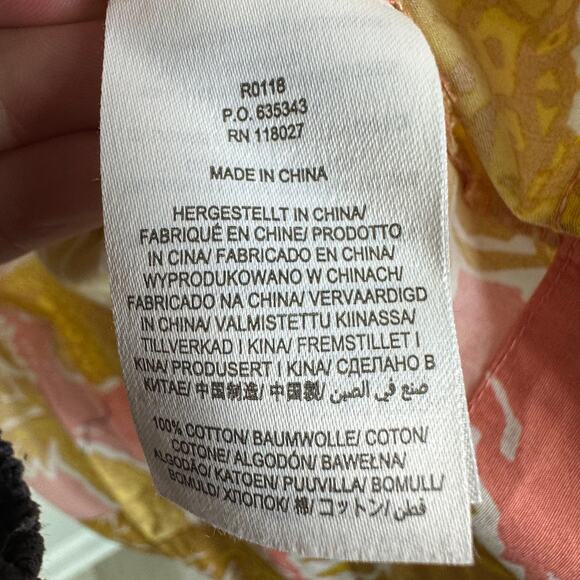 R0118
P.O. 635343
RN 118027
MADE IN CHINA
HERGESTELLT IN CHINA/
FABRIQUÉ EN CHINE/ PRODOTTO
IN CINA/ FABRICADO EN CHINA/
WYPRODUKOWANO W CHINACH/
FABRICADO NA CHINA/ VERVAARDIGD
IN CHINA/ VALMISTETTU KIINASSA/
TILLVERKAD I KINA/ FREMSTILLET I
KINA/ PRODUSERT I KINA/ СДЕЛАНО В
КИТАЕ/ 中国制造/ 中国製/ صنع في الصين/
100% COTTON/ BAUMWOLLE/ COTON/
COTONE/ ALGODÓN/ BAWEŁNA/
ALGODÃO/ KATOEN/ PUUVILLA/ BOMULL/
BOMULD/ ХЛОПОК/ 棉/ コットン/ قطن/